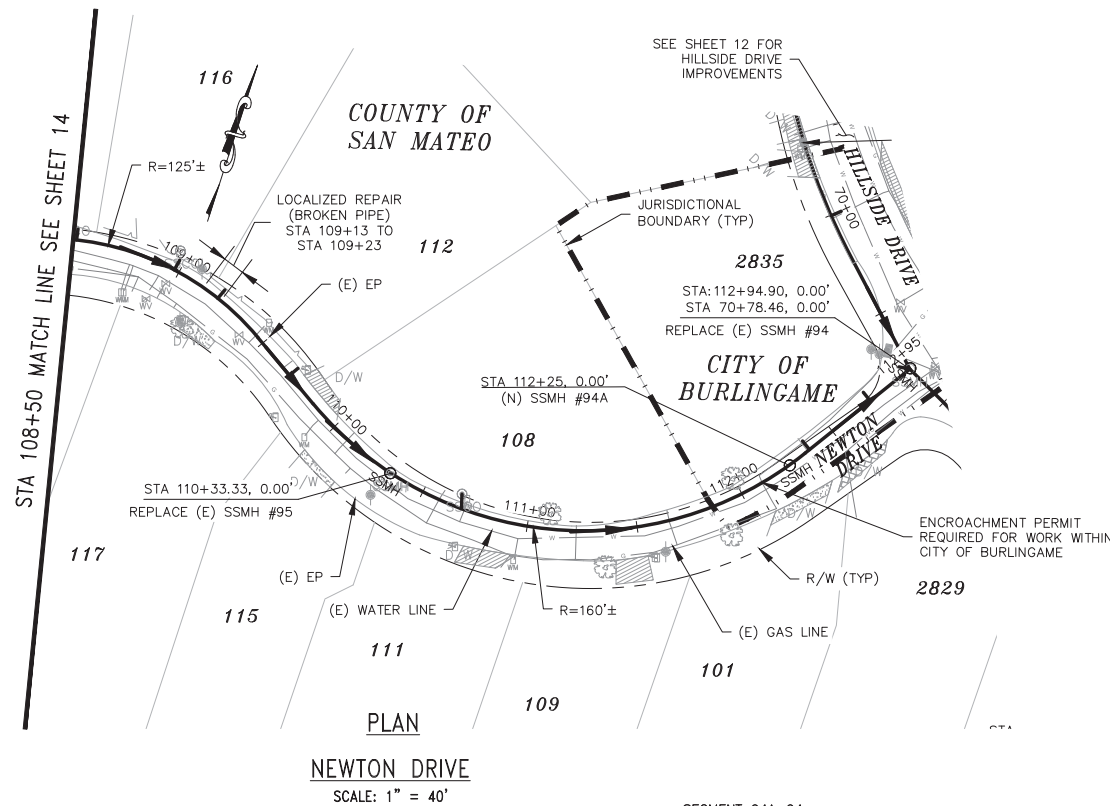 SEE SHEET 12 FOR
HILLSIDE DRIVE
IMPROVEMENTS
116
COUNTY OF
SAN MATEO
STA 108+50 MATCH LINE SEE SHEET 14
R=125'±
LOCALIZED REPAIR
(BROKEN PIPE)
STA 109+13 TO
STA 109+23
112
JURISDICTIONAL
BOUNDARY (TYP)
HILLSIDE DRIVE
70+00
109+00
(E) EP
2835
STA: 112+94.90, 0.00'
STA 70+78.46, 0.00'
REPLACE (E) SSMH #94
CITY OF
BURLINGAME
SSMH
D/W
110+00
STA 112+25, 0.00'
(N) SSMH #94A
108
NEWTON
DRIVE
SSMH
112+00
SSMH
STA 110+33.33, 0.00'
REPLACE (E) SSMH #95
111+00
D/W
D/W
ENCROACHMENT PERMIT
REQUIRED FOR WORK WITHIN
CITY OF BURLINGAME
117
(E) EP
R/W (TYP)
2829
115
(E) WATER LINE
R=160'±
(E) GAS LINE
111
101
109
PLAN
NEWTON DRIVE
SCALE: 1" = 40'